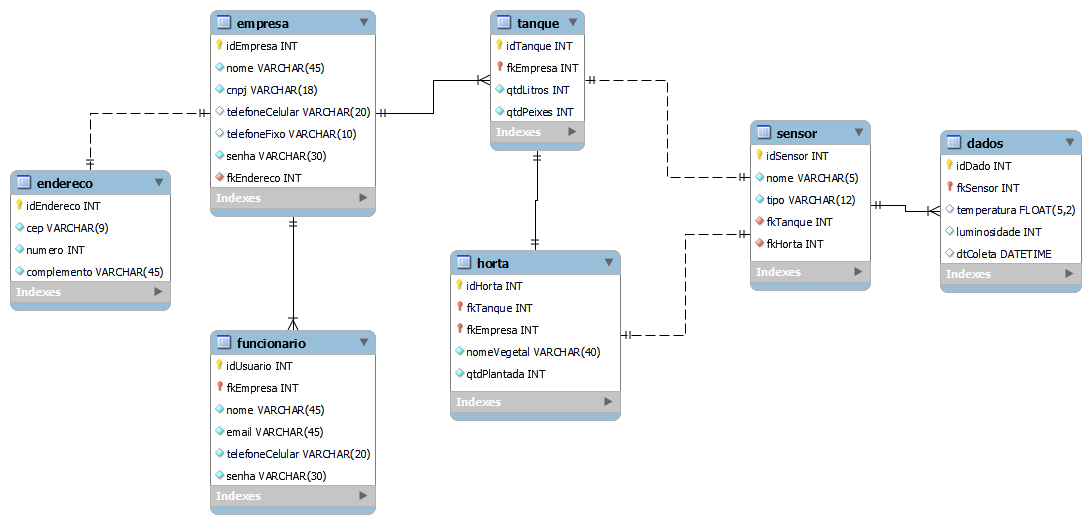 empresa
idEmpresa INT
nome VARCHAR(45)
cnpj VARCHAR(18)
telefoneCelular VARCHAR(20)
telefoneFixo VARCHAR(10)
senha VARCHAR(30)
fkEndereco INT
Indexes
tanque
idTanque INT
fkEmpresa INT
qtdLitros INT
qtdPeixes INT
Indexes
sensor
idSensor INT
nome VARCHAR(5)
tipo VARCHAR(12)
fkTanque INT
fkHorta INT
Indexes
dados
idDado INT
fkSensor INT
temperatura FLOAT(5,2)
luminosidade INT
dtColeta DATETIME
Indexes
endereco
idEndereco INT
cep VARCHAR(9)
numero INT
complemento VARCHAR(45)
Indexes
horta
idHorta INT
fkTanque INT
fkEmpresa INT
nomeVegetal VARCHAR(40)
qtdPlantada INT
Indexes
funcionario
idUsuario INT
fkEmpresa INT
nome VARCHAR(45)
email VARCHAR(45)
telefoneCelular VARCHAR(20)
senha VARCHAR(30)
Indexes